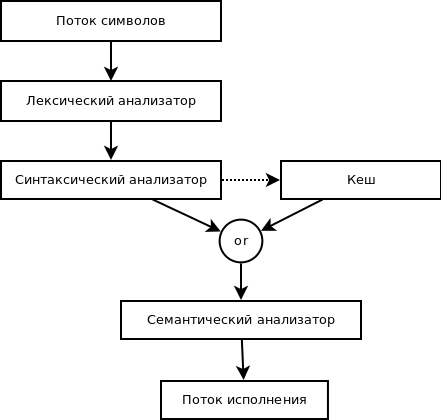 Поток символов
Лексический анализатор
Синтаксический анализатор
Кеш
or
Семантический анализатор
Поток исполнения